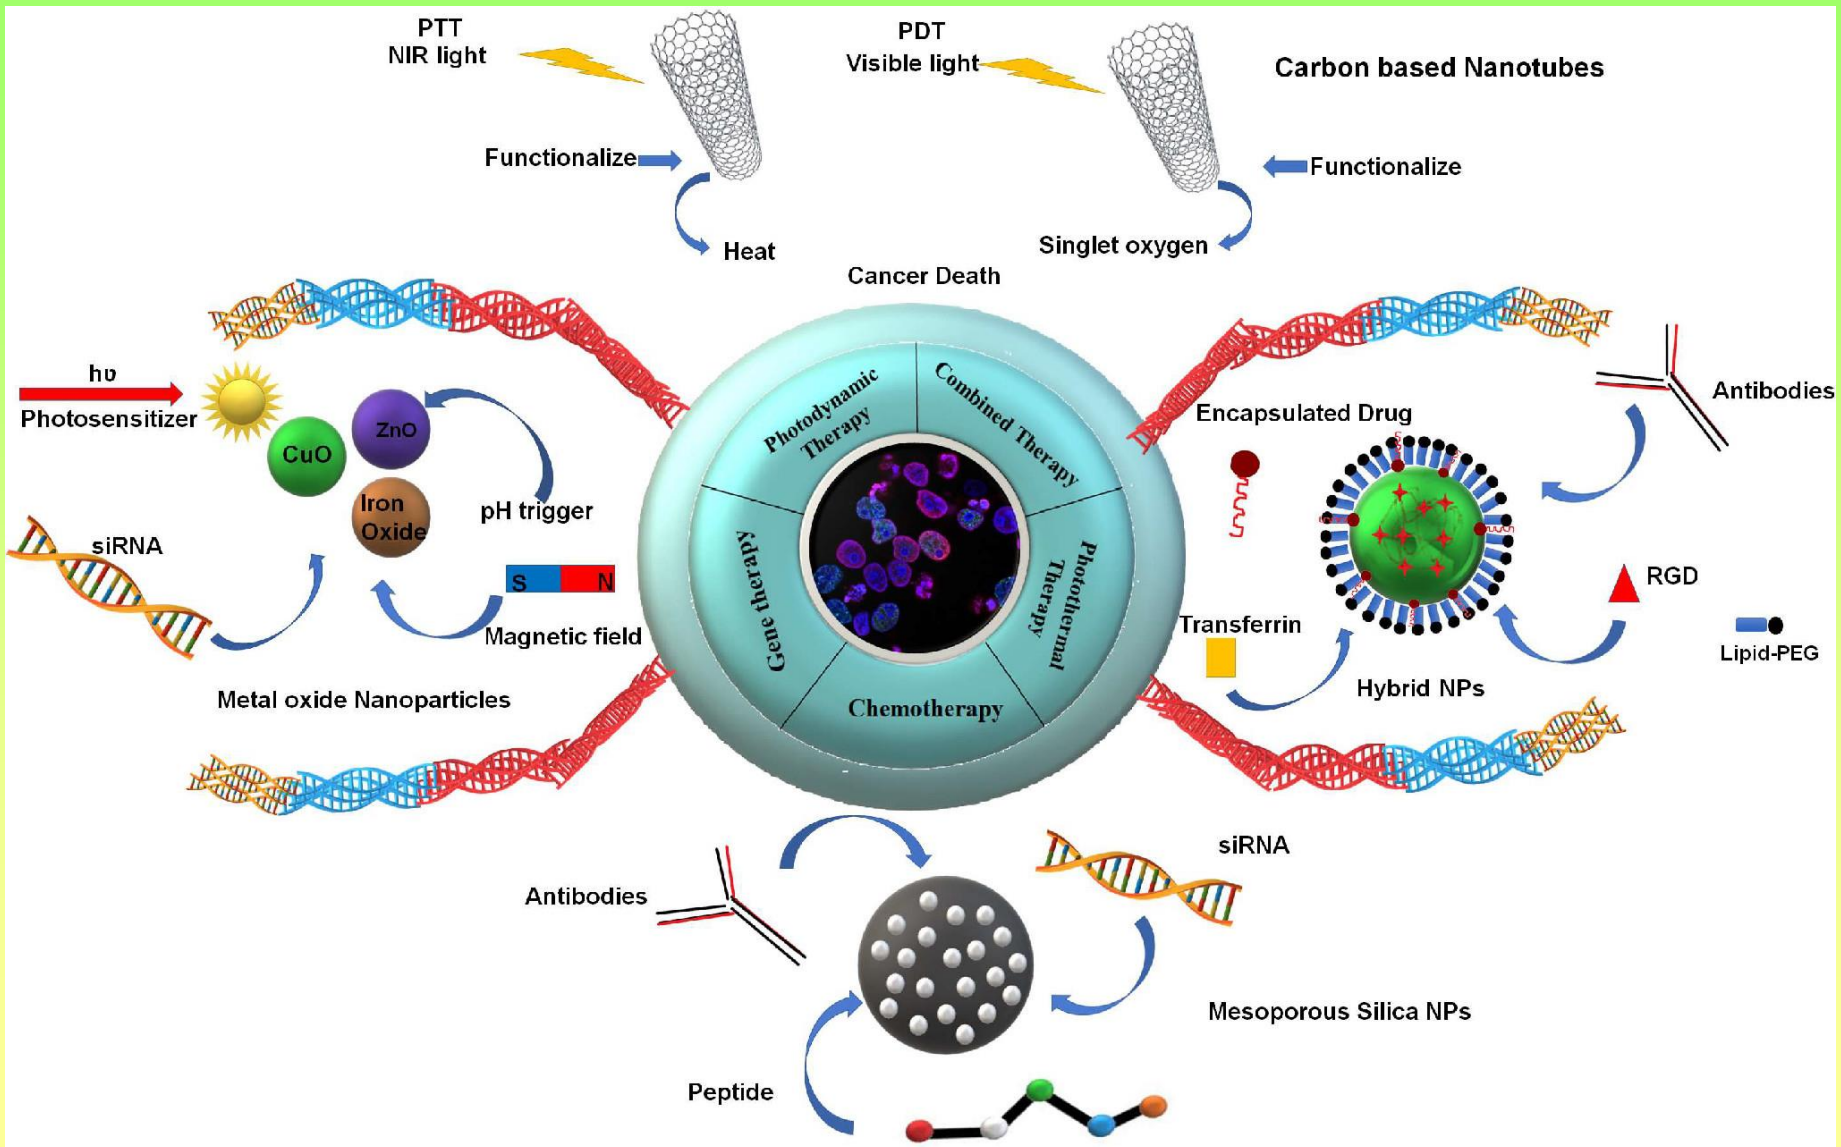 PTT
NIR light
PDT
Visible light
Carbon based Nanotubes
Functionalize
Functionalize
Heat
Singlet oxygen
Cancer Death
hυ
Photosensitizer
CuO
ZnO
Iron
Oxide
pH trigger
siRNA
S N
Magnetic field
Metal oxide Nanoparticles
Photodynamic
Therapy
Combined Therapy
Gene therapy
Photothermal
Therapy
Chemotherapy
Encapsulated Drug
Antibodies
RGD
Transferrin
Lipid-PEG
Hybrid NPs
Antibodies
siRNA
Mesoporous Silica NPs
Peptide